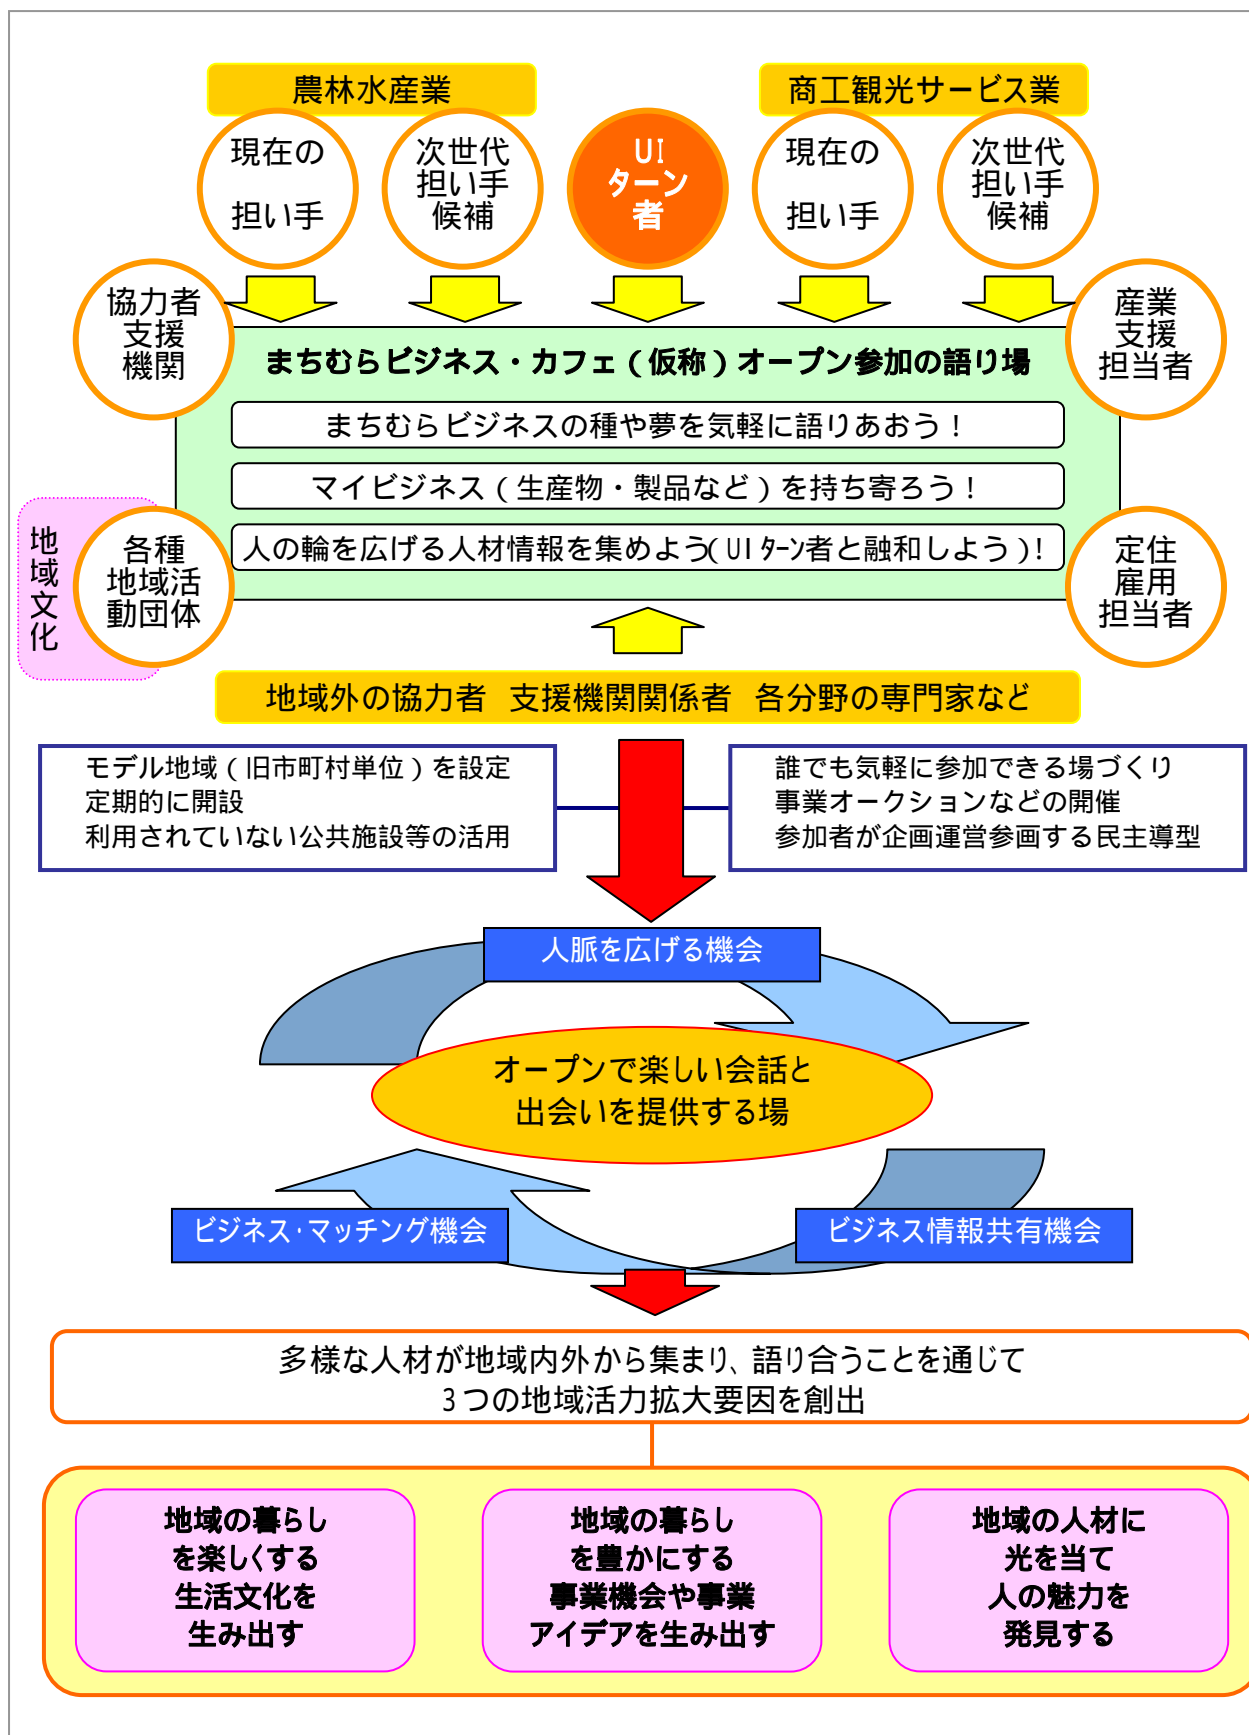 農林水産業
商工観光サービス業
現在の
担い手
次世代
担い手
候補
UI
ターン
者
現在の
担い手
次世代
担い手
候補
協力者
支援
機関
産業
支援
担当者
まちむらビジネス・カフェ（仮称）オープン参加の語り場
まちむらビジネスの種や夢を気軽に語りあおう！
マイビジネス（生産物・製品など）を持ち寄ろう！
人の輪を広げる人材情報を集めよう（UIターン者と融和しよう）！
地域文化
各種
地域活
動団体
定住
雇用
担当者
地域外の協力者　支援機関関係者　各分野の専門家など
モデル地域（旧市町村単位）を設定
定期的に開設
利用されていない公共施設等の活用
誰でも気軽に参加できる場づくり
事業オークションなどの開催
参加者が企画運営参画する民主導型
人脈を広げる機会
オープンで楽しい会話と
出会いを提供する場
ビジネス・マッチング機会
ビジネス情報共有機会
多様な人材が地域内外から集まり、語り合うことを通じて
3つの地域活力拡大要因を創出
地域の暮らし
を楽しくする
生活文化を
生み出す
地域の暮らし
を豊かにする
事業機会や事業
アイデアを生み出す
地域の人材に
光を当て
人の魅力を
発見する